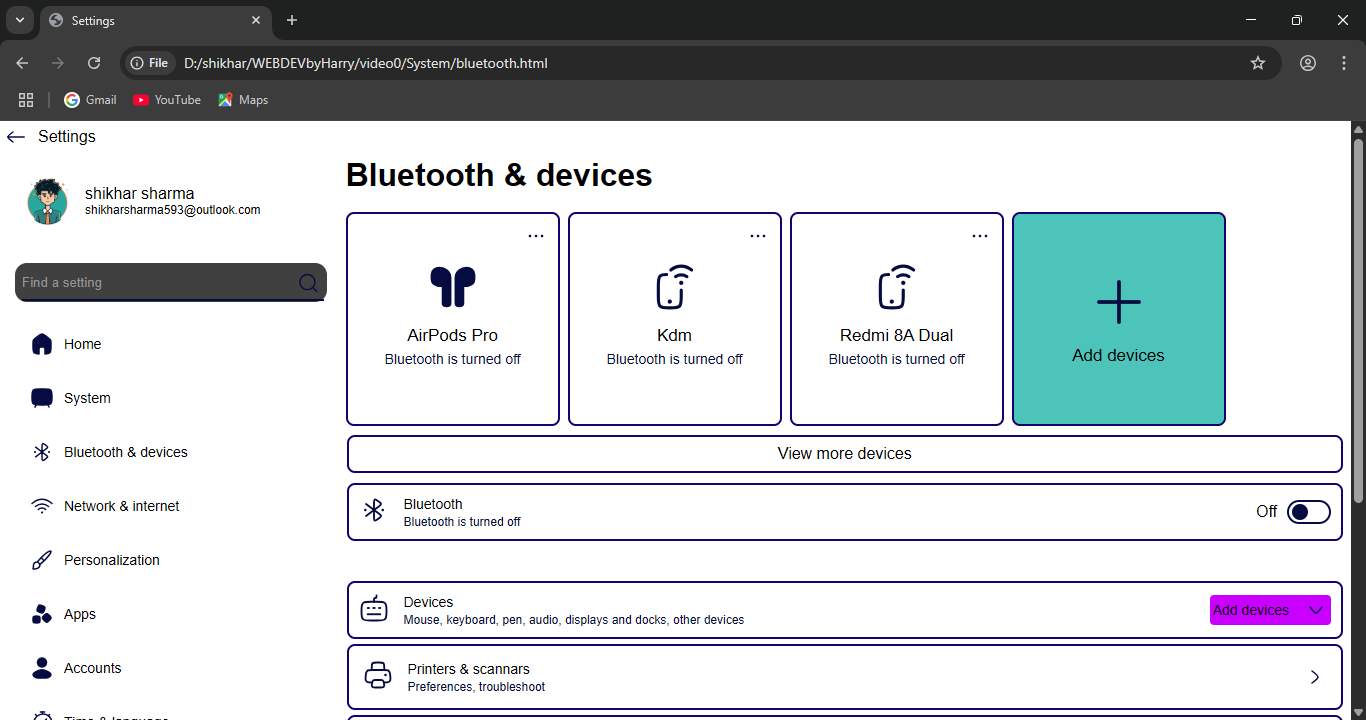 Settings
File D:/shikhar/WEBDEVbyHarry/video0/System/bluetooth.html
Gmail YouTube Maps
Settings
shikhar sharma
shikharsharma593@outlook.com
Find a setting
Home
System
Bluetooth & devices
Network & internet
Personalization
Apps
Accounts
Time & language
Bluetooth & devices
AirPods Pro
Bluetooth is turned off
Kdm
Bluetooth is turned off
Redmi 8A Dual
Bluetooth is turned off
Add devices
View more devices
Bluetooth
Bluetooth is turned off
Off
Devices
Mouse, keyboard, pen, audio, displays and docks, other devices
Add devices
Printers & scannars
Preferences, troubleshoot